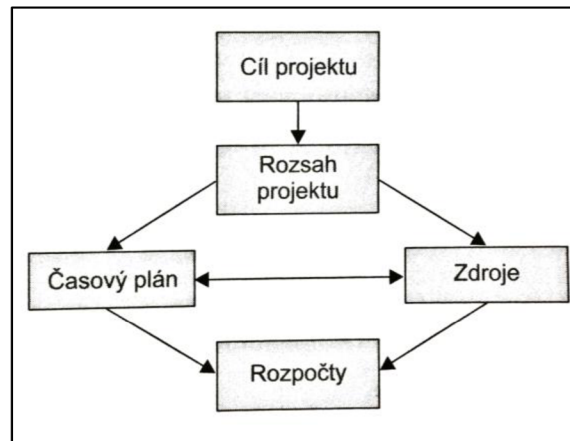 Cíl projektu
Rozsah
projektu
Časový plán
Zdroje
Rozpočty